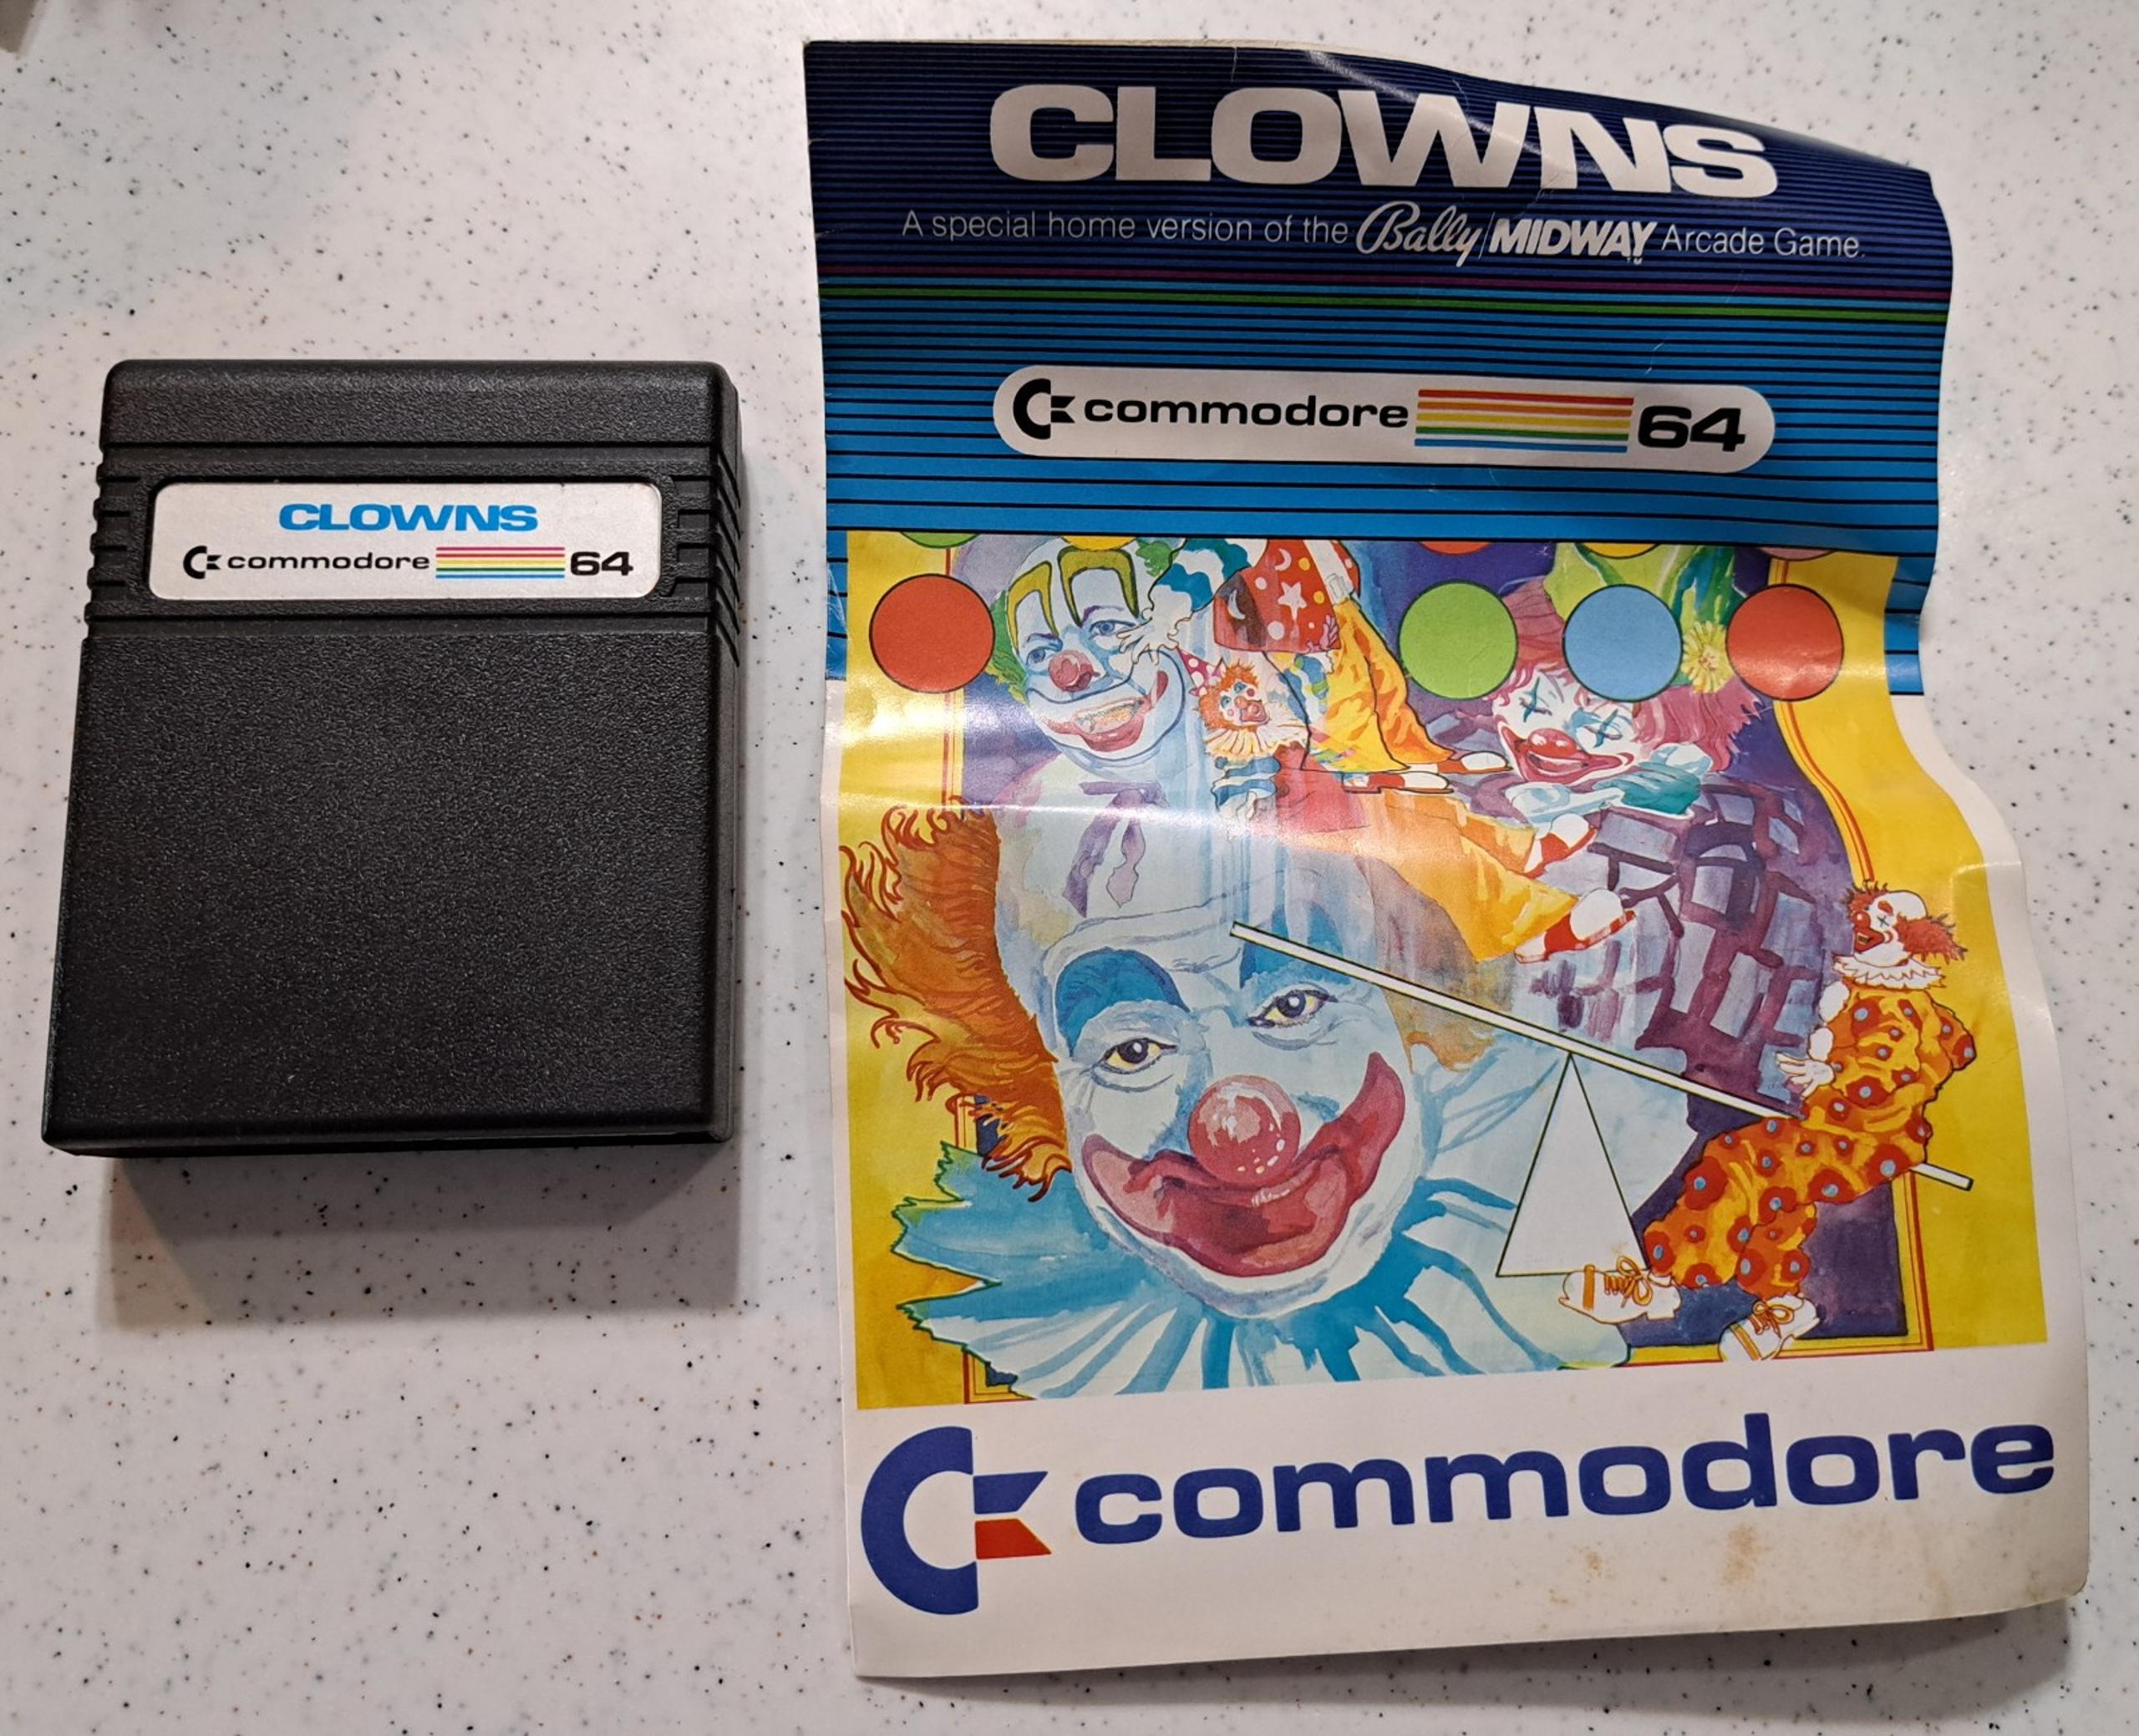 CLOWNS
commodore 64
CLOWNS
A special home version of the Bally/MIDWAY Arcade Game.
commodore 64
commodore